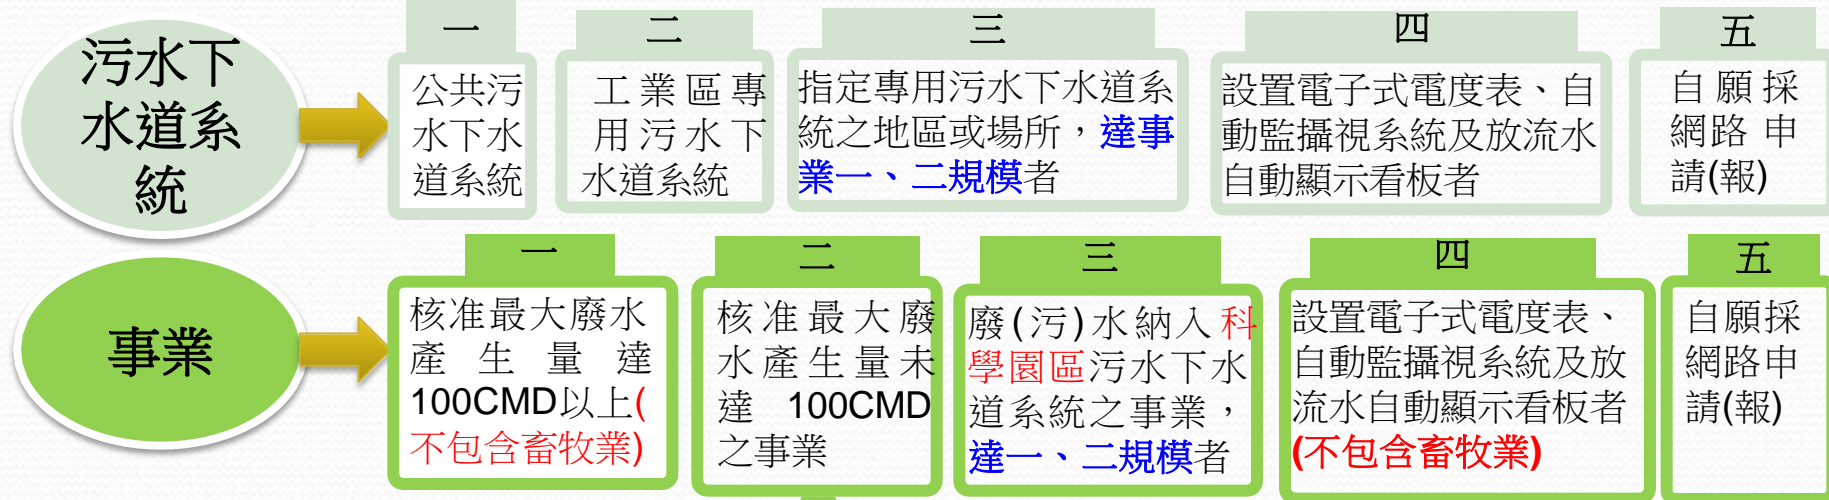 污水下
水道系
統
一
公共污
水下水
道系統
二
工業區專
用污水下
水道系統
三
指定專用污水下水道系
統之地區或場所，達事
業一、二規模者
四
設置電子式電度表、自
動監攝視系統及放流水
自動顯示看板者
五
自願採
網路申
請(報)
事業
一
核准最大廢水
產生量達
100CMD以上(
不包含畜牧業)
二
核准最大廢
水產生量未
達 100CMD
之事業
三
廢(污)水納入科
學園區污水下水
道系統之事業，
達一、二規模者
四
設置電子式電度表、
自動監攝視系統及放
流水自動顯示看板者
(不包含畜牧業)
五
自願採
網路申
請(報)